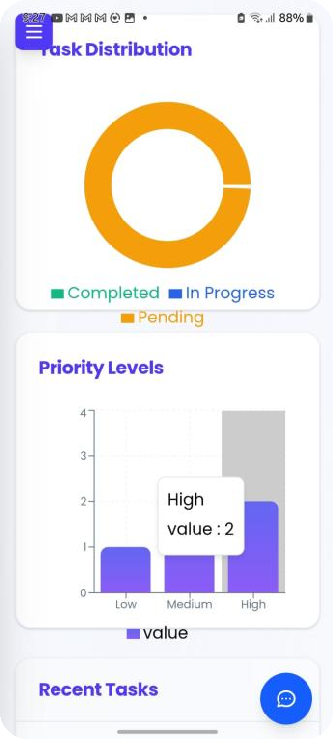 5:27
88%
Task Distribution
Completed In Progress
Pending
Priority Levels
4
3
High
2
value : 2
1
0
Low Medium High
value
Recent Tasks